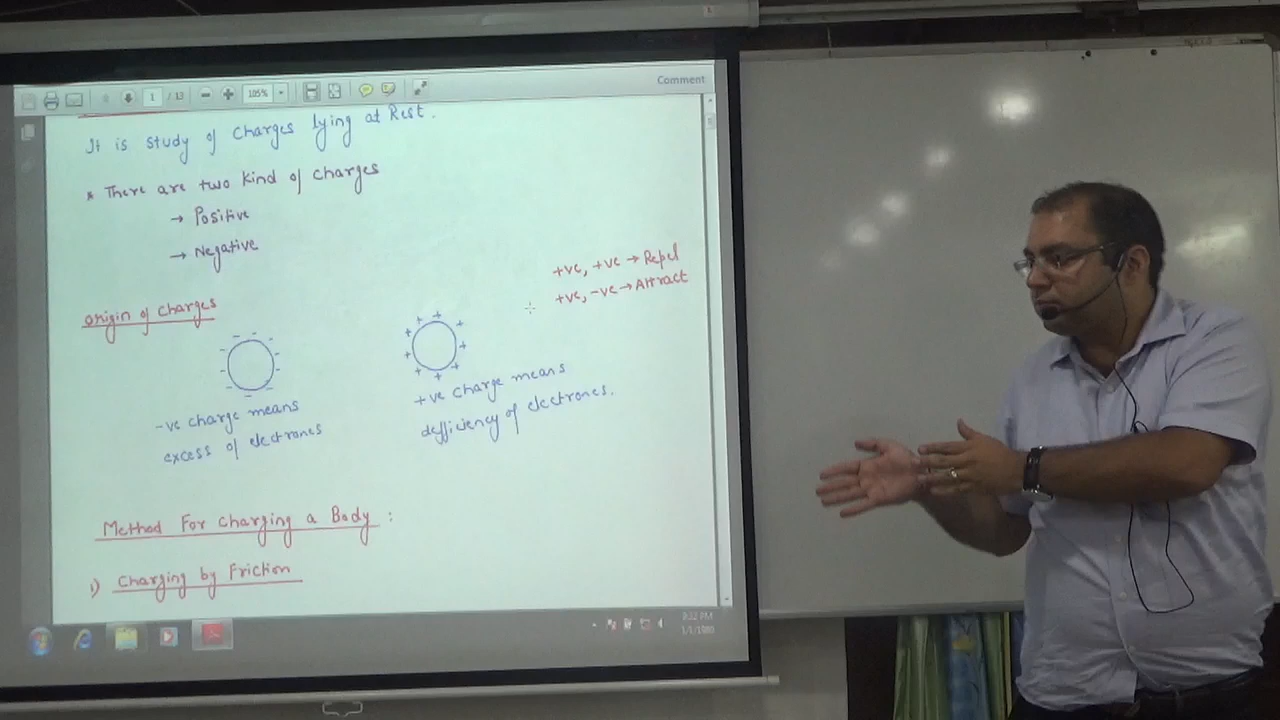 Comment
1 / 13
105%
It is study of charges lying at Rest.
* There are two kind of charges
→ Positive
→ Negative
+ve, +ve → Repel
+ve, -ve → Attract
origin of charges
-ve charge means
excess of electrones
+ve charge means
defficiency of electrones.
Method For charging a Body :
1) Charging by Friction